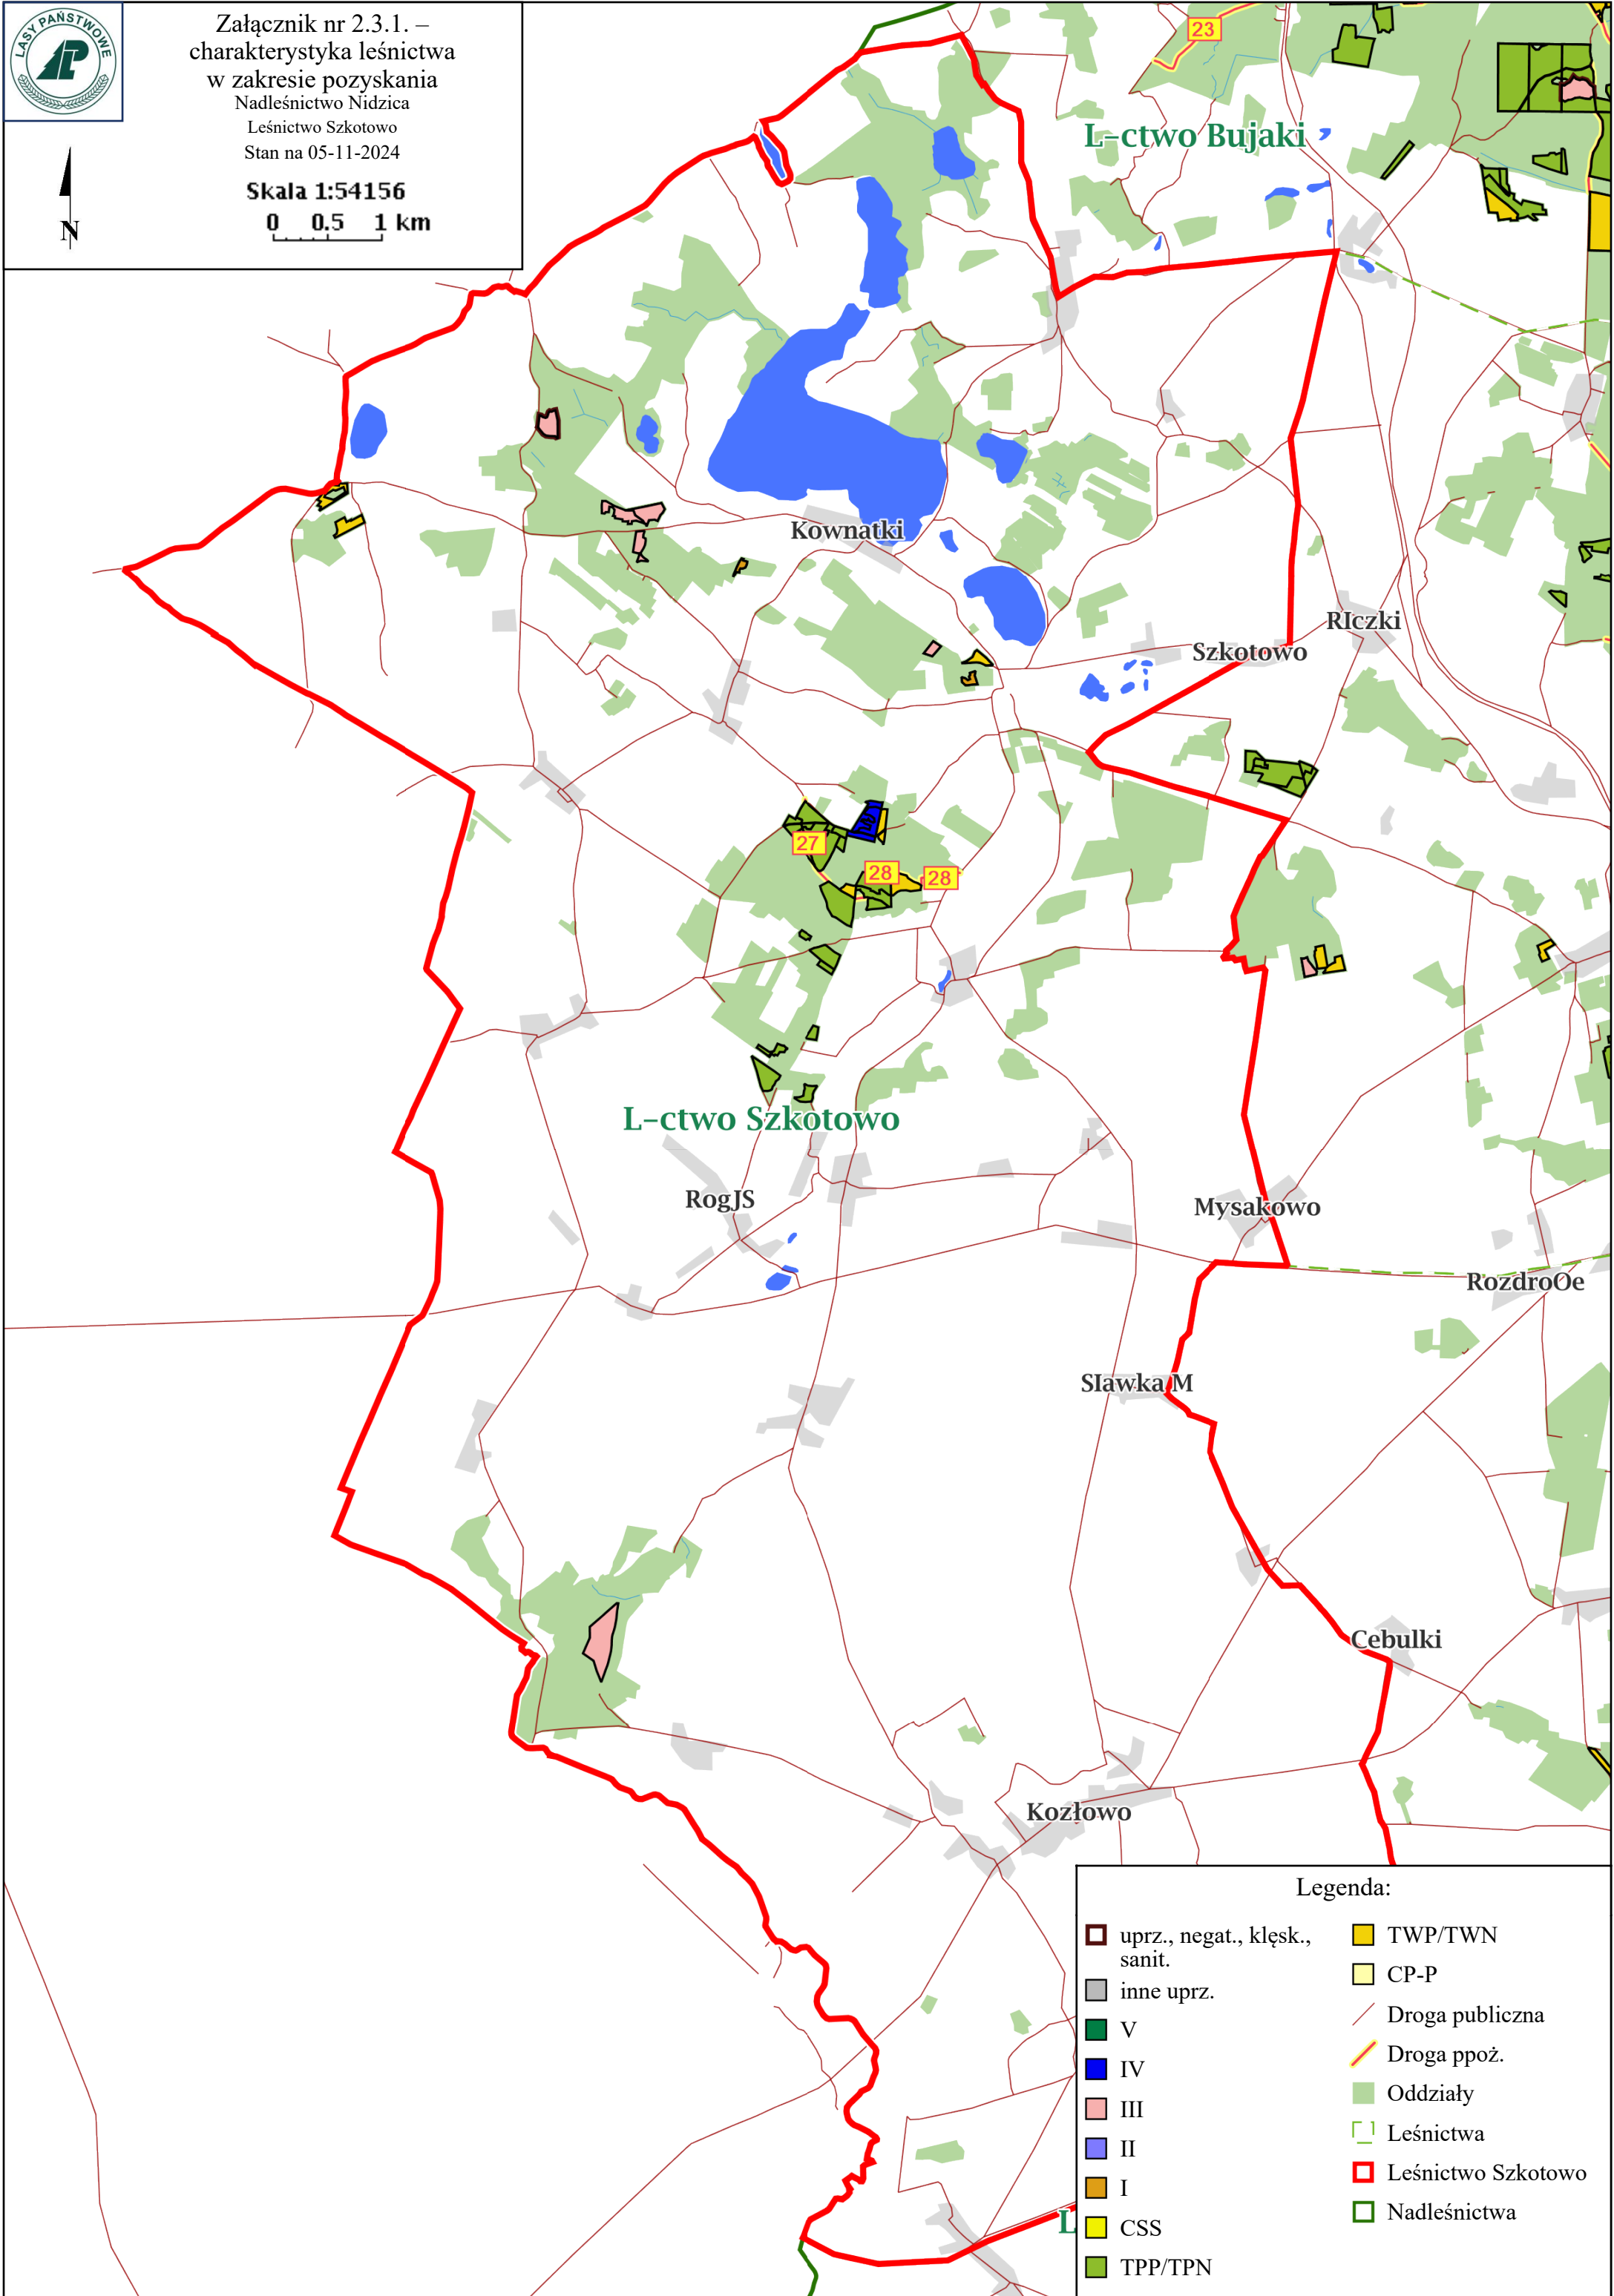 LASY PAŃSTWOWE
Załącznik nr 2.3.1. –
charakterystyka leśnictwa
w zakresie pozyskania
Nadleśnictwo Nidzica
Leśnictwo Szkotowo
Stan na 05-11-2024
Skala 1:54156
0 0.5 1 km
N
23
L-ctwo Bujaki
Kownatki
RIczki
Szkotowo
27
28
28
L-ctwo Szkotowo
RogJS
Mysakowo
RozdroOe
SIawka M
Cebulki
Kozłowo
L
Legenda:
uprz., negat., klęsk.,
sanit.
inne uprz.
V
IV
III
II
I
CSS
TPP/TPN
TWP/TWN
CP-P
Droga publiczna
Droga ppoż.
Oddziały
Leśnictwa
Leśnictwo Szkotowo
Nadleśnictwa